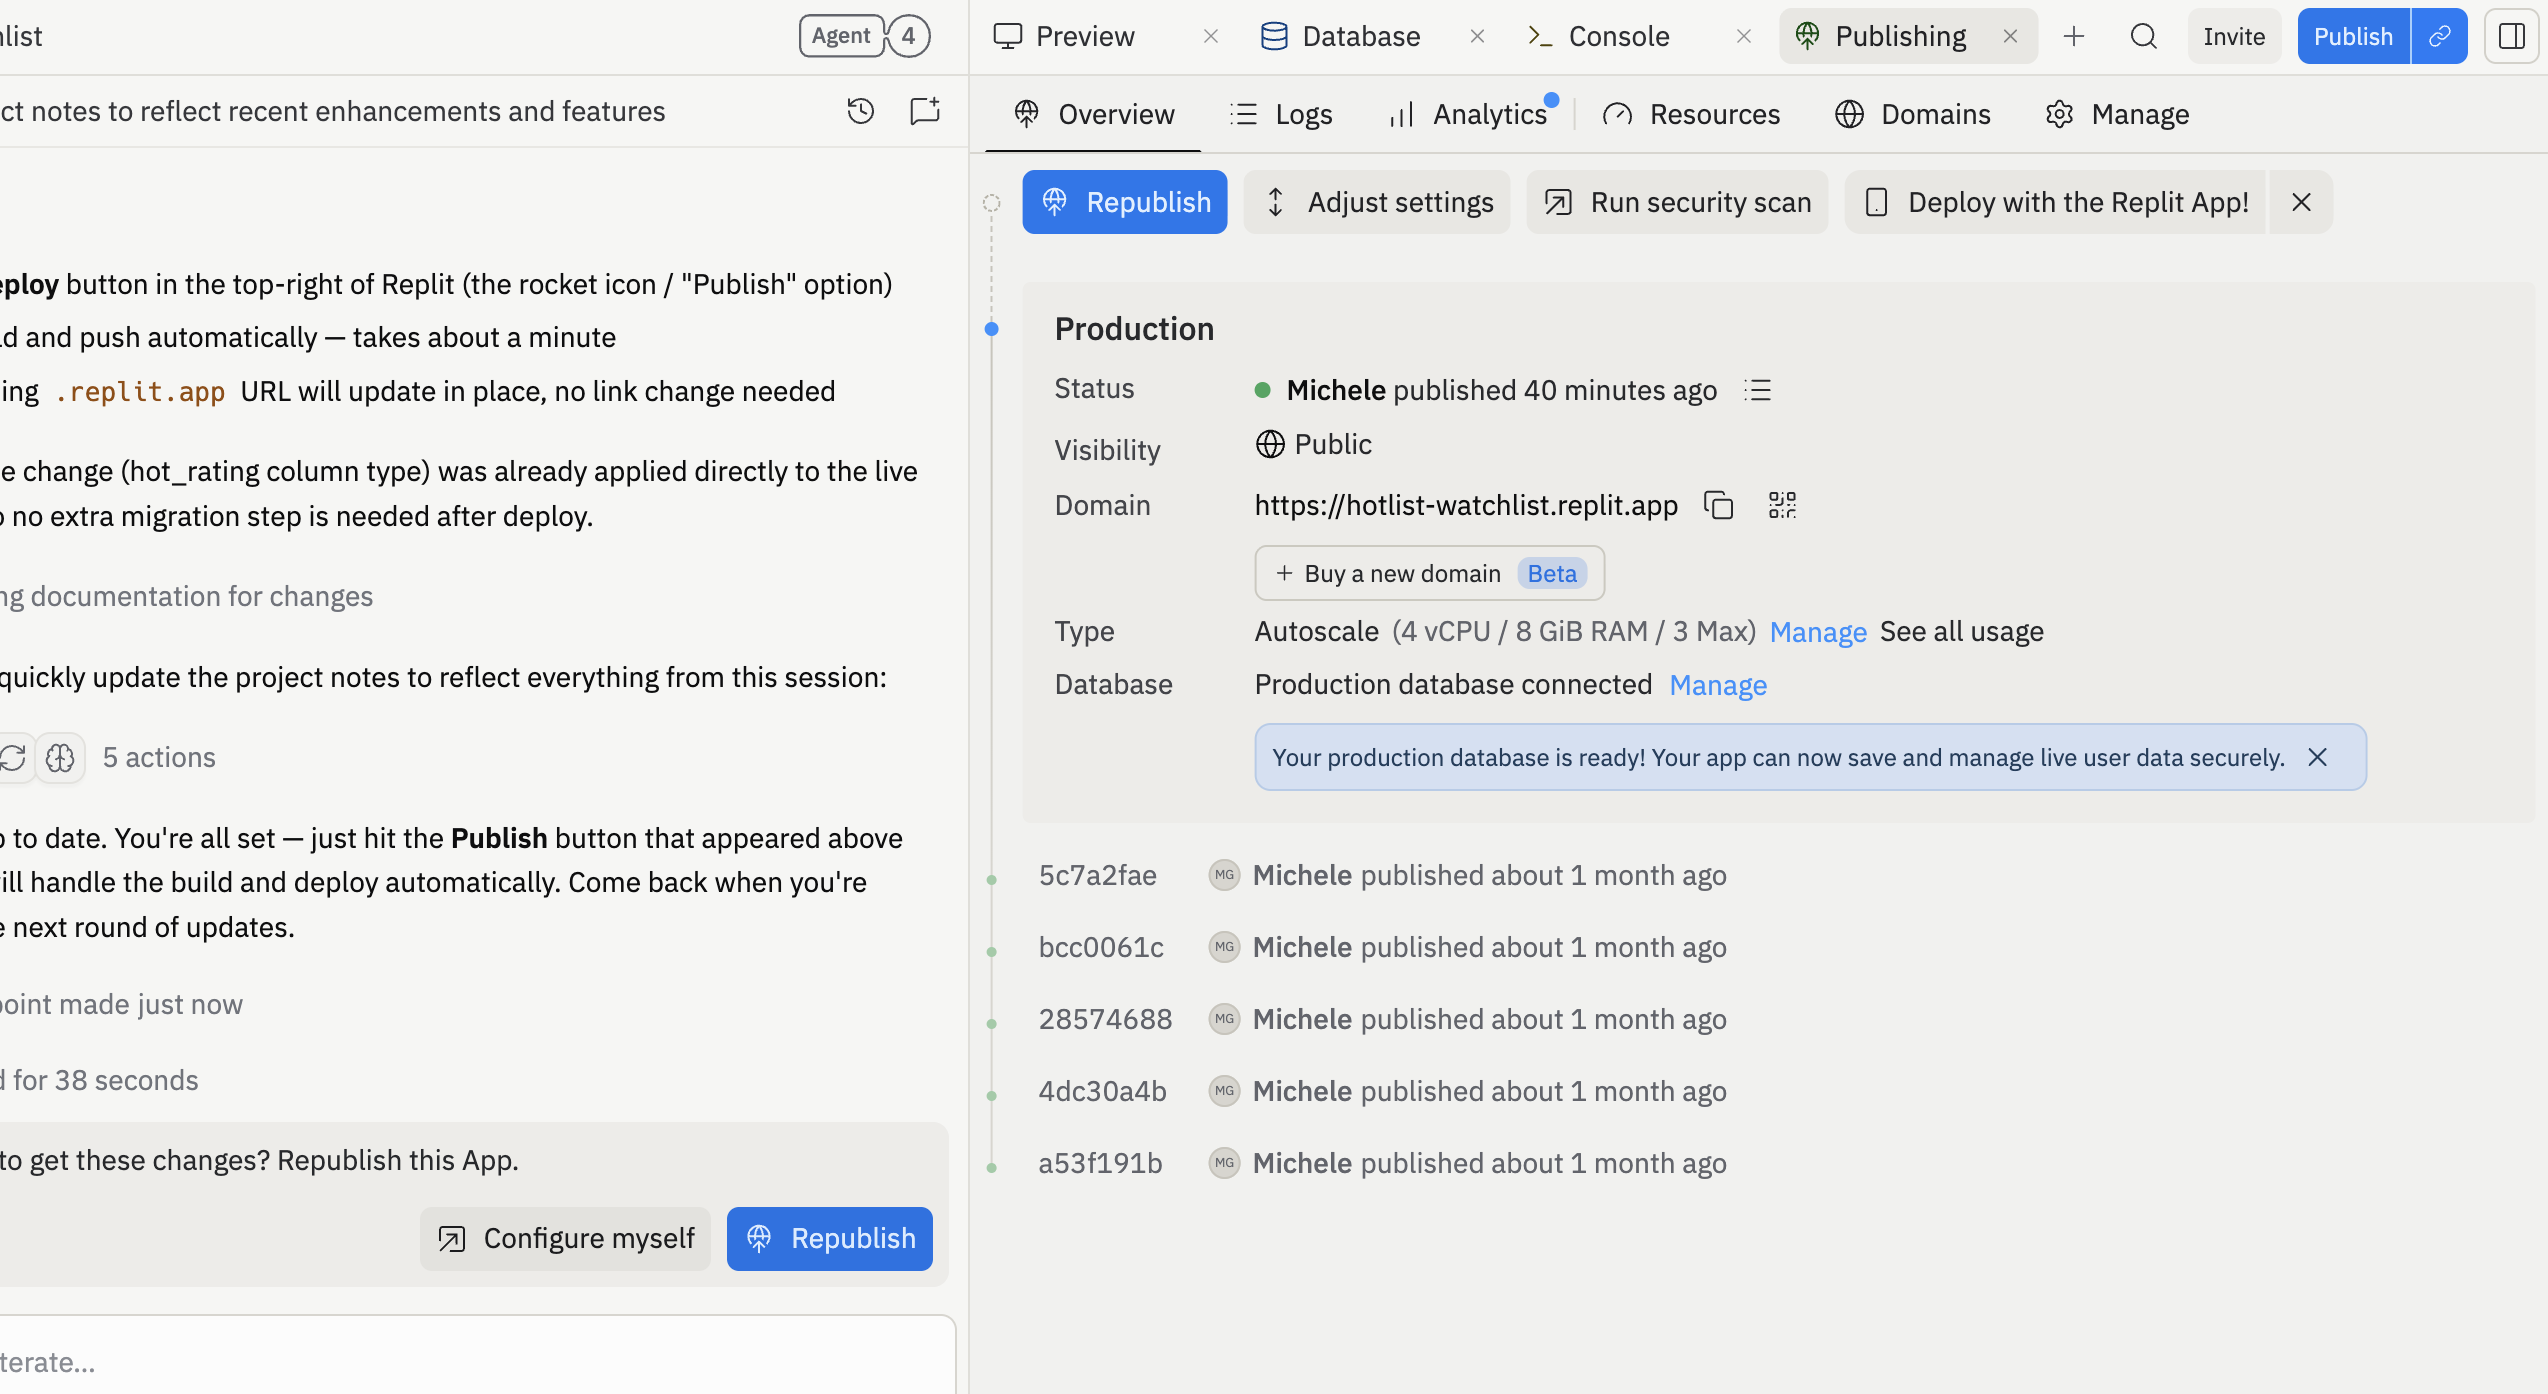 list
Agent 4
ct notes to reflect recent enhancements and features
eploy button in the top-right of Replit (the rocket icon / "Publish" option)
d and push automatically — takes about a minute
ing .replit.app URL will update in place, no link change needed
e change (hot_rating column type) was already applied directly to the live
o no extra migration step is needed after deploy.
ng documentation for changes
quickly update the project notes to reflect everything from this session:
5 actions
p to date. You're all set — just hit the Publish button that appeared above
ill handle the build and deploy automatically. Come back when you're
e next round of updates.
point made just now
d for 38 seconds
to get these changes? Republish this App.
Configure myself
Republish
terate...
Preview
Database
Console
Publishing
Invite
Publish
Overview
Logs
Analytics
Resources
Domains
Manage
Republish
Adjust settings
Run security scan
Deploy with the Replit App!
Production
Status Michele published 40 minutes ago
Visibility Public
Domain https://hotlist-watchlist.replit.app
+ Buy a new domain Beta
Type Autoscale (4 vCPU / 8 GiB RAM / 3 Max) Manage See all usage
Database Production database connected Manage
Your production database is ready! Your app can now save and manage live user data securely.
5c7a2fae MG Michele published about 1 month ago
bcc0061c MG Michele published about 1 month ago
28574688 MG Michele published about 1 month ago
4dc30a4b MG Michele published about 1 month ago
a53f191b MG Michele published about 1 month ago